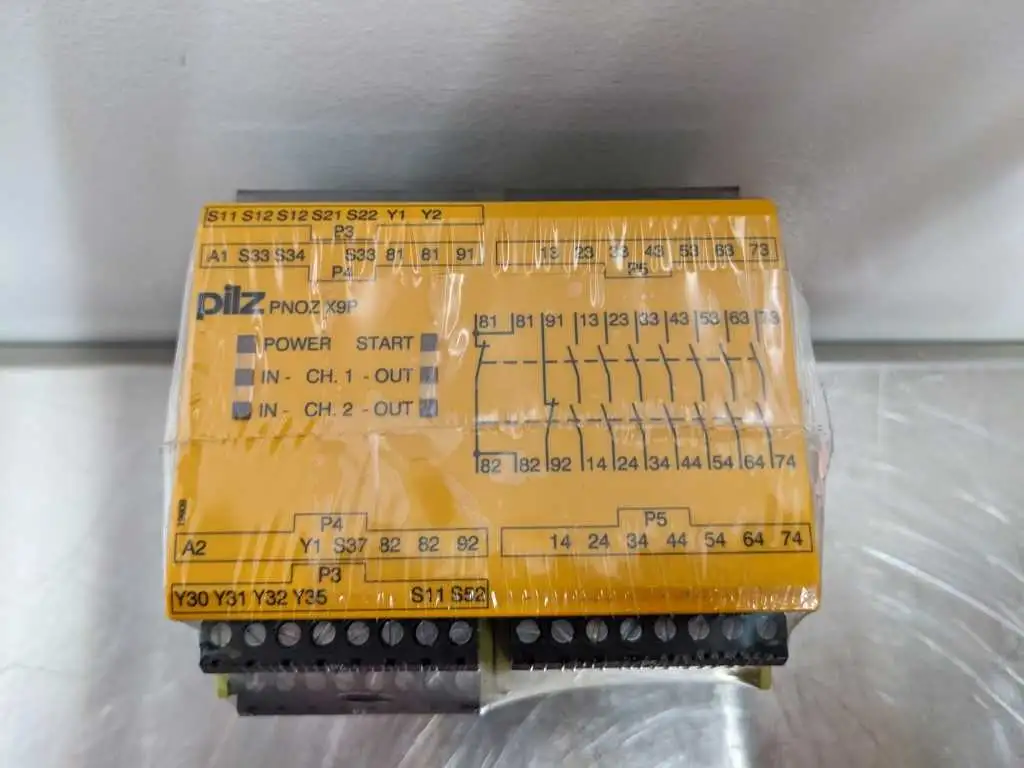 S11 S12 S12 S21 S22 Y1 Y2
P3
A1 S33 S34 S33 81 81 91
P4
13 23 33 43 53 63 73
P5
pilz PNOZ X9P
POWER START
IN - CH. 1 - OUT
IN - CH. 2 - OUT
81 81 91 13 23 33 43 53 63 73
82 82 92 14 24 34 44 54 64 74
P4
A2 Y1 S37 82 82 92
P3
Y30 Y31 Y32 Y35 S11 S52
P5
14 24 34 44 54 64 74